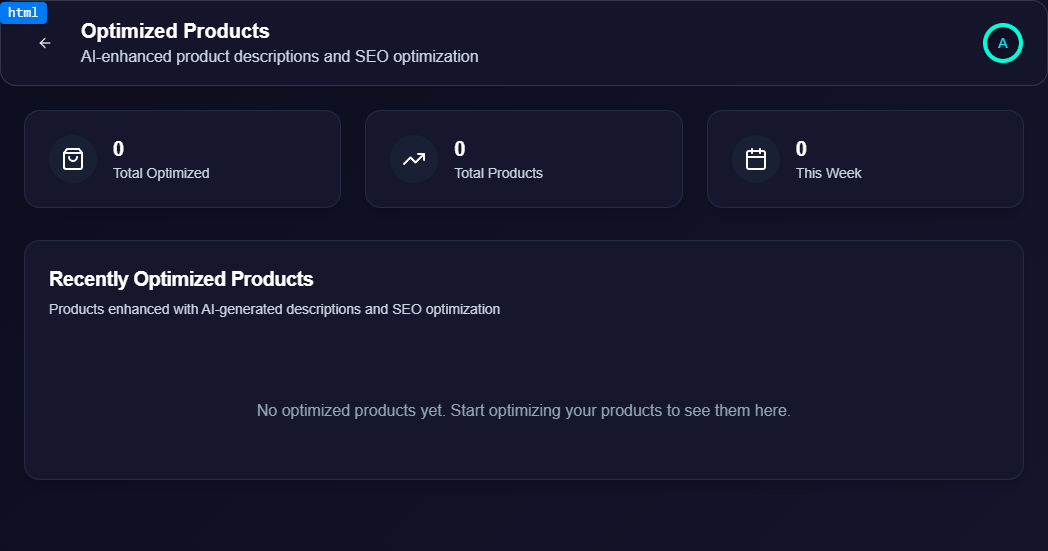 html
Optimized Products
AI-enhanced product descriptions and SEO optimization
A
0
Total Optimized
0
Total Products
0
This Week
Recently Optimized Products
Products enhanced with AI-generated descriptions and SEO optimization
No optimized products yet. Start optimizing your products to see them here.